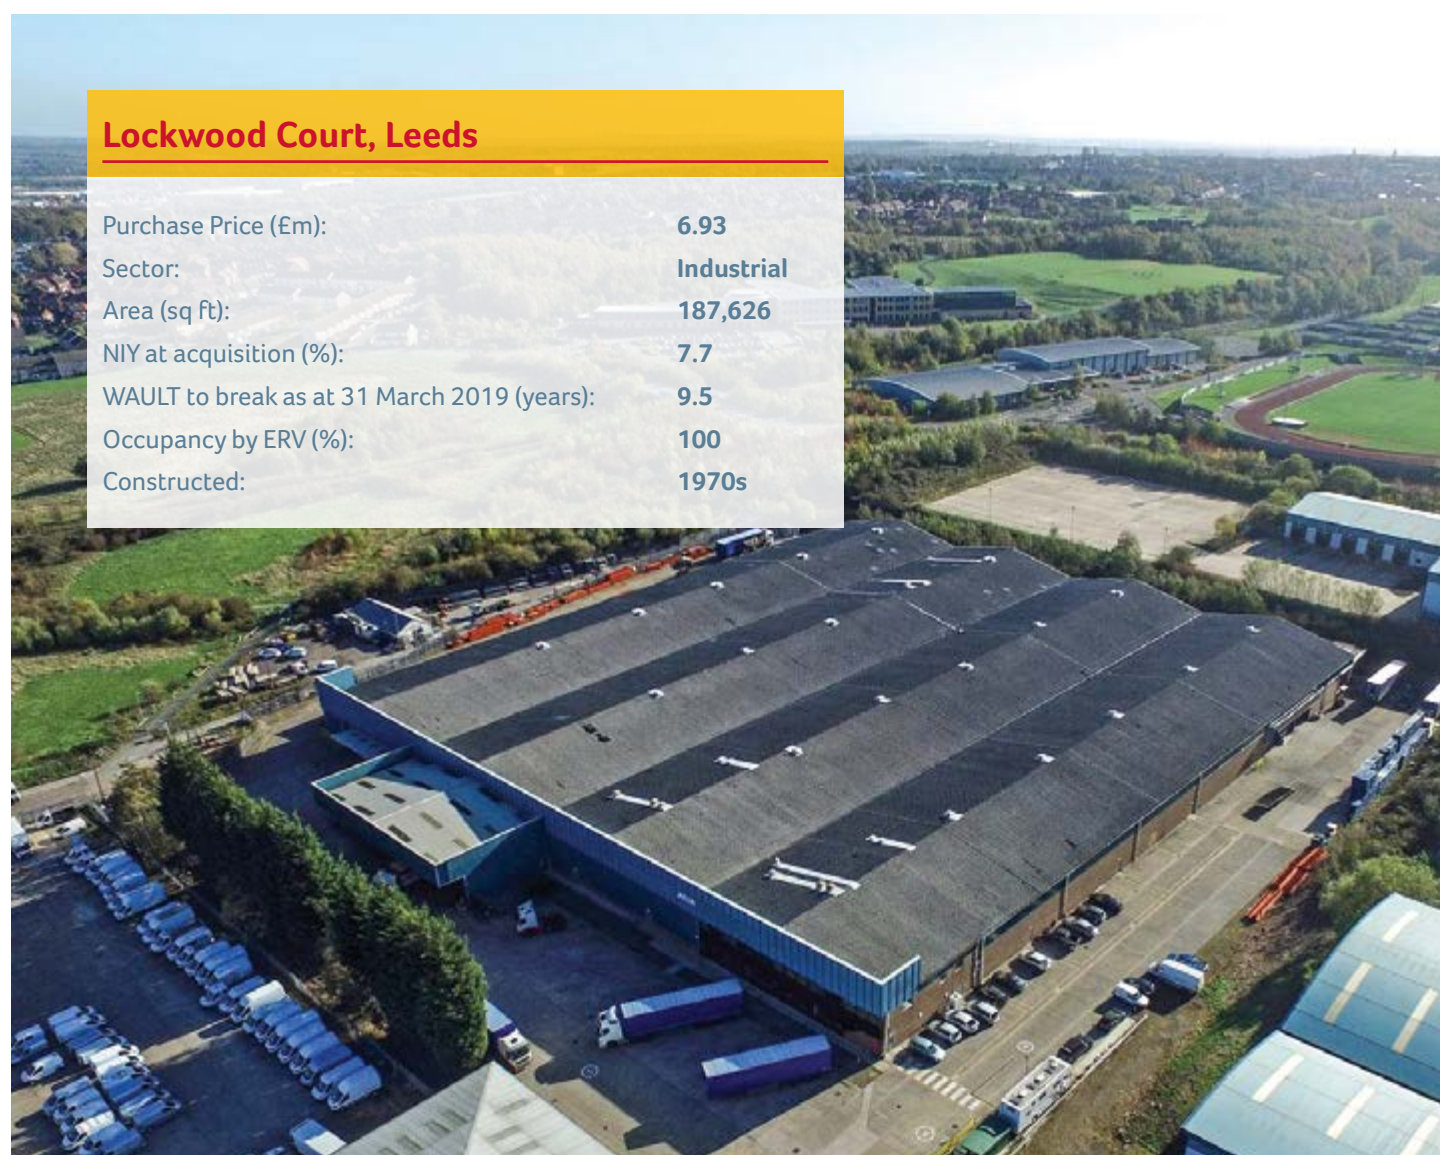 Lockwood Court, Leeds
Purchase Price (£m): 6.93
Sector: Industrial
Area (sq ft): 187,626
NIY at acquisition (%): 7.7
WAULT to break as at 31 March 2019 (years): 9.5
Occupancy by ERV (%): 100
Constructed: 1970s